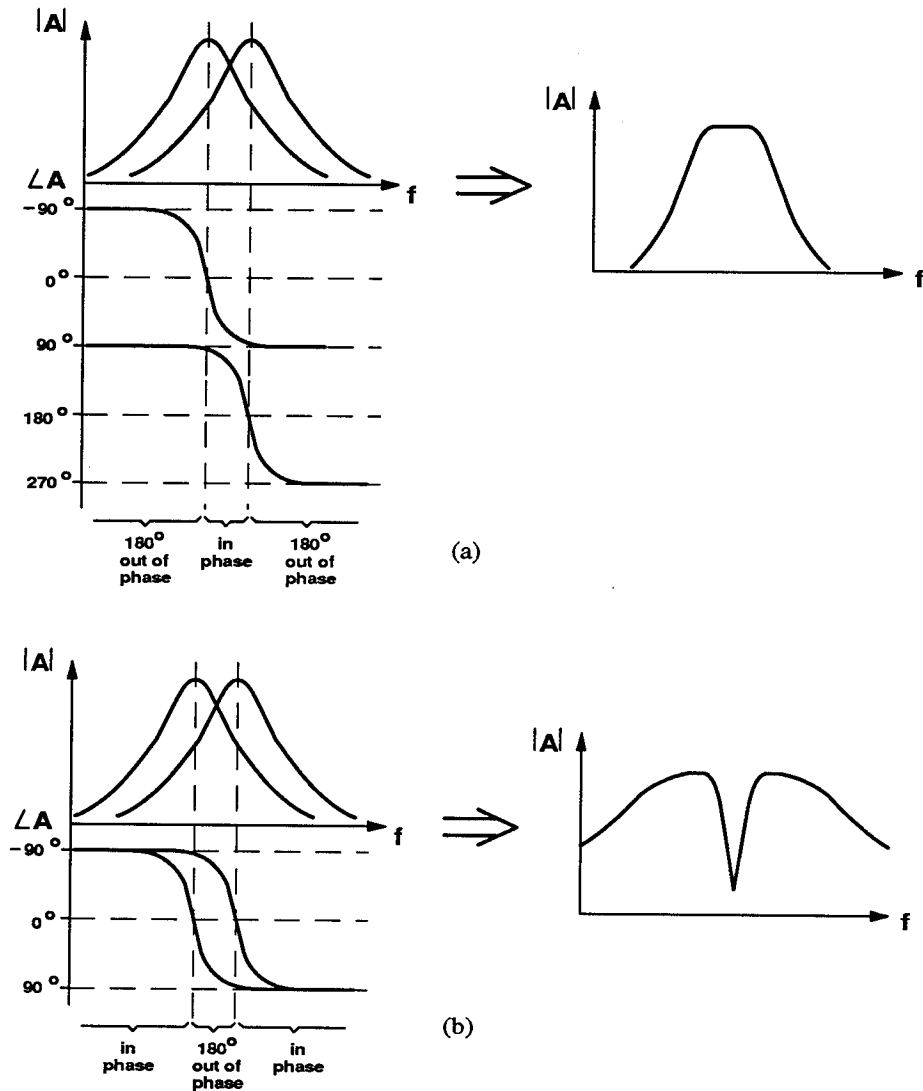 |A|
f
∠A
−90°
0°
90°
180°
270°
180°
out of
phase
in
phase
180°
out of
phase
|A|
f
(a)
|A|
f
∠A
−90°
0°
90°
in
phase
180°
out of
phase
in
phase
|A|
f
(b)